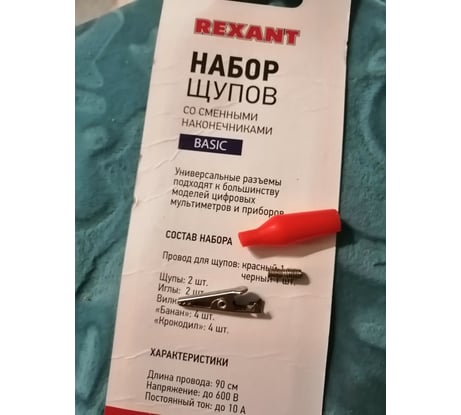 REXANT
НАБОР
ЩУПОВ
СО СМЕННЫМИ
НАКОНЕЧНИКАМИ
BASIC
Универсальные разъемы
подходят к большинству
моделей цифровых
мультиметров и приборов
СОСТАВ НАБОРА
Провод для щупов: красный
черный 1 шт.
Щупы: 2 шт.
Иглы: 2 шт.
«Банан»: 4 шт.
«Крокодил»: 4 шт.
ХАРАКТЕРИСТИКИ
Длина провода: 90 см
Напряжение: до 600 В
Постоянный ток: до 10 А